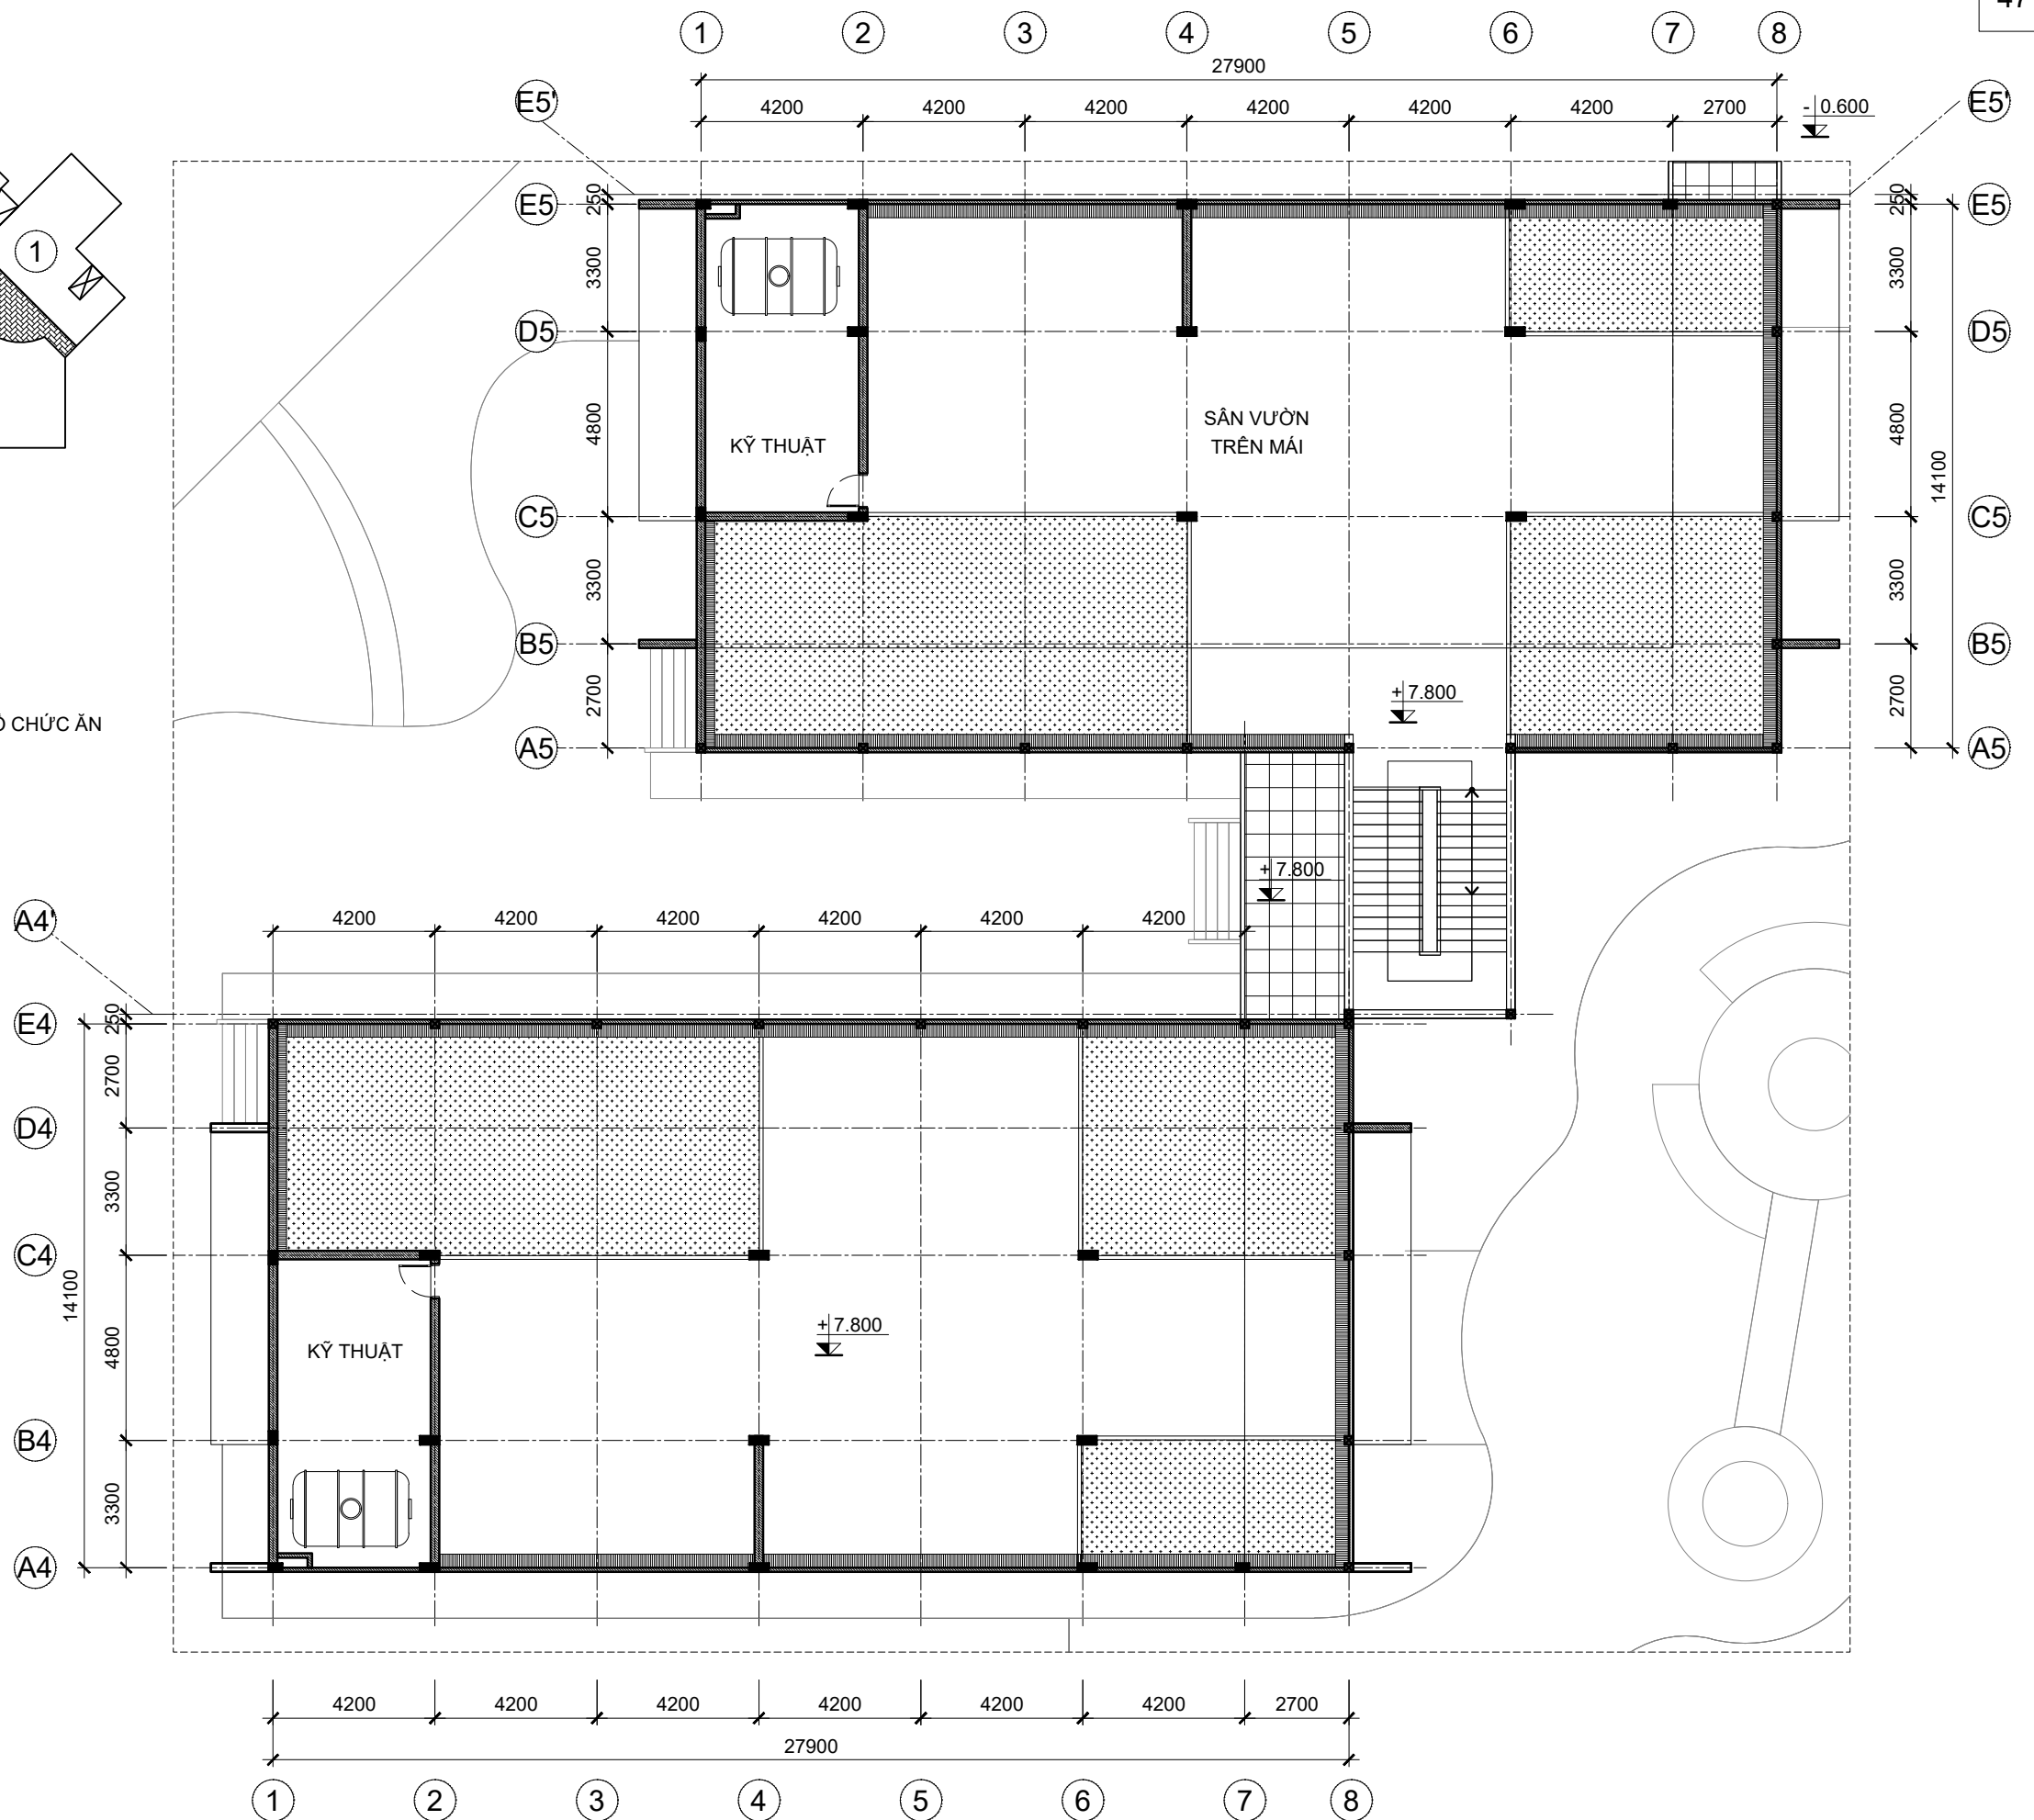 47
1 2 3 4 5 6 7 8
27900
E5' 4200 4200 4200 4200 4200 4200 2700 - 0.600 E5'
1
E5 250 250 E5
3300 3300
D5 D5
4800 SÂN VƯỜN 4800
KỸ THUẬT TRÊN MÁI
14100
C5 C5
3300 3300
B5 B5
2700 + 7.800 2700
CHỨC ĂN
A5 A5
+ 7.800
A4' 4200 4200 4200 4200 4200 4200
E4 250
2700
D4
3300
C4
14100
4800 KỸ THUẬT + 7.800
B4
3300
A4
4200 4200 4200 4200 4200 4200 2700
27900
1 2 3 4 5 6 7 8